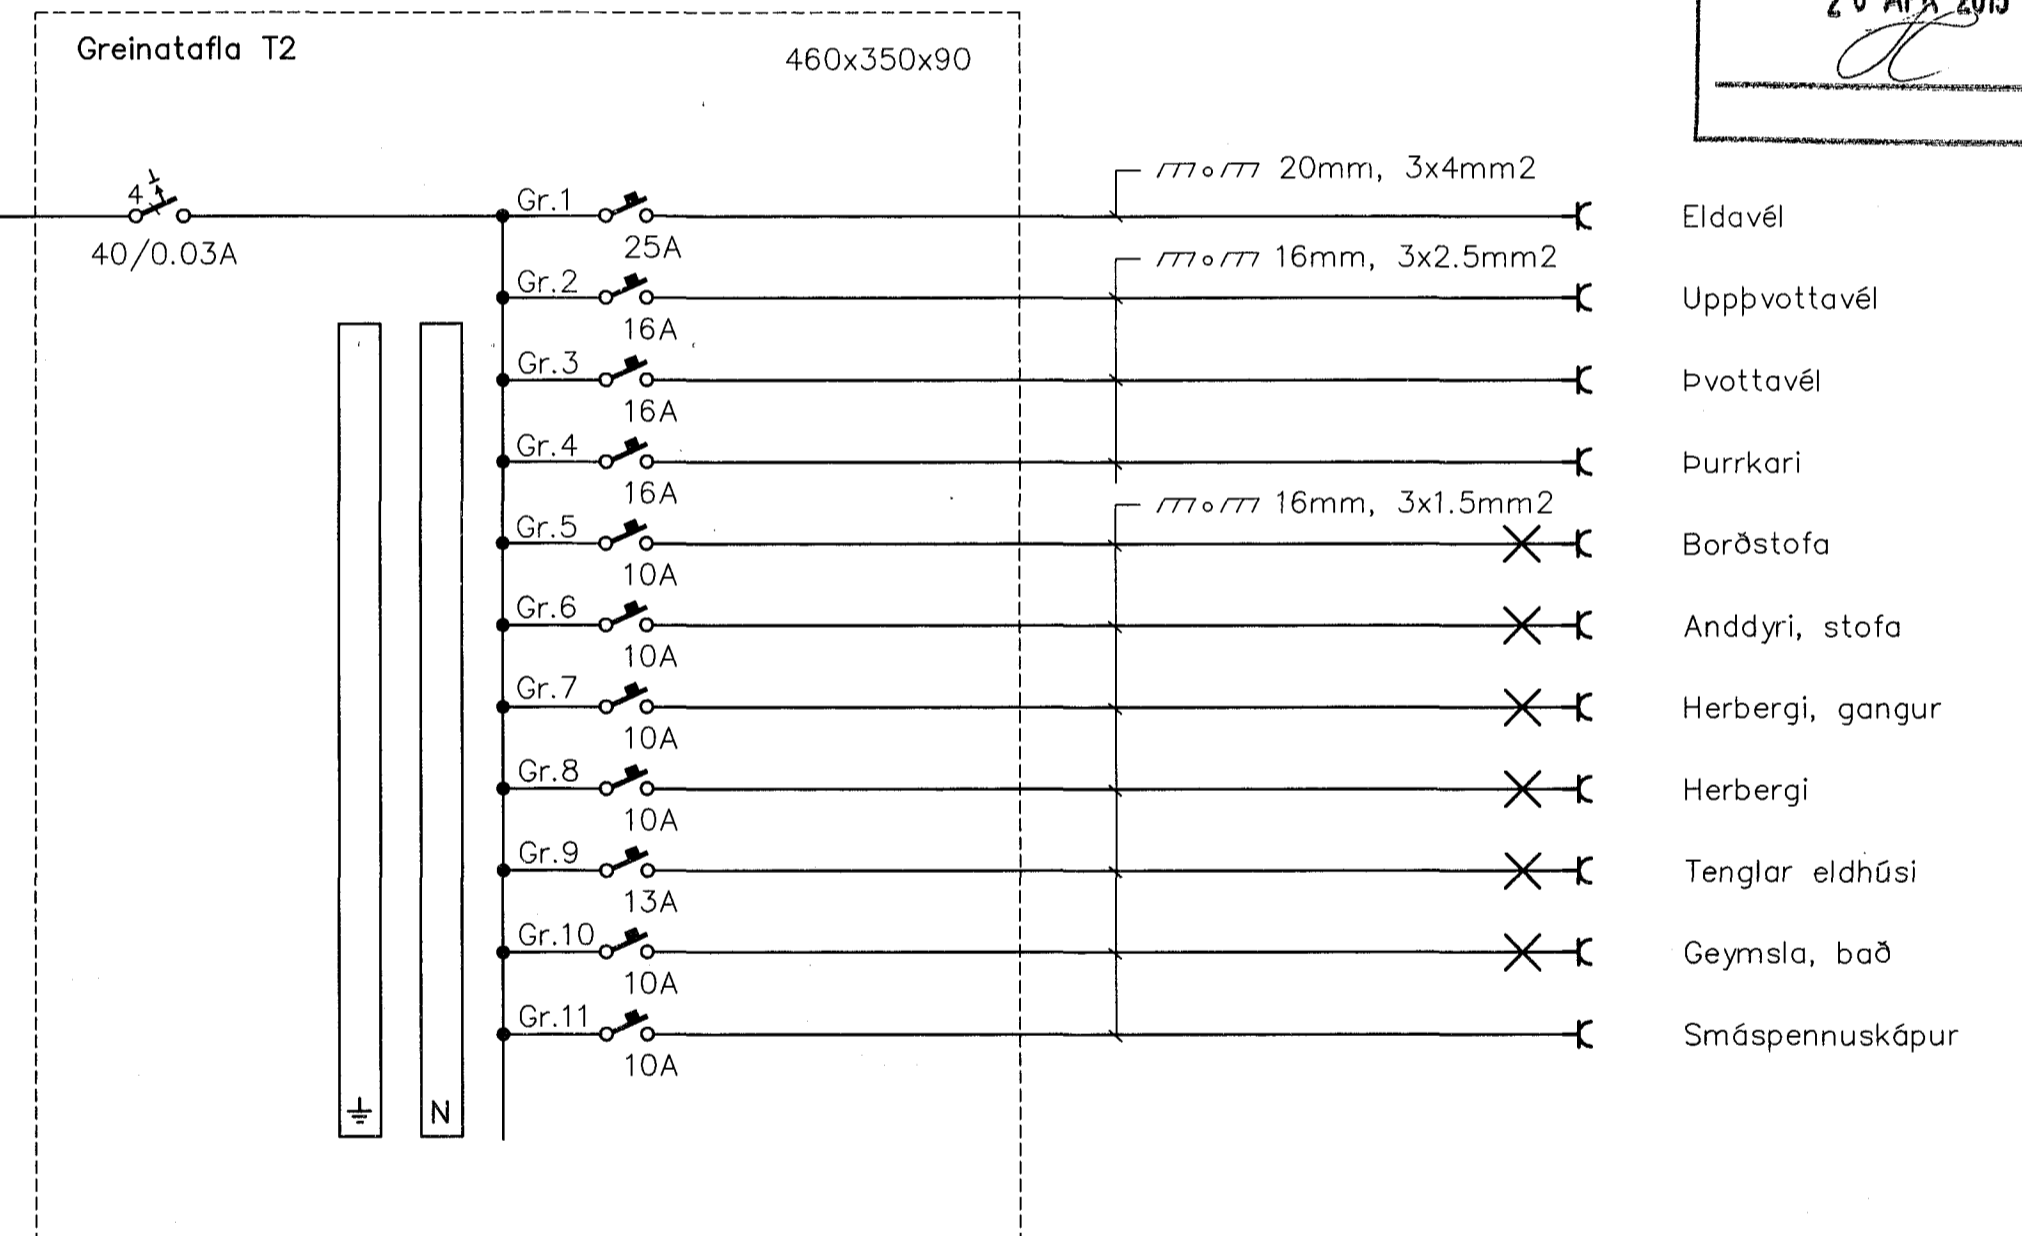 2015
Greinatafla T2
460x350x90
4
40/0.03A
Gr.1
25A
20mm, 3x4mm2
Eldavél
Gr.2
16A
16mm, 3x2.5mm2
Uppþvottavél
Gr.3
16A
Þvottavél
Gr.4
16A
Þurrkari
Gr.5
10A
16mm, 3x1.5mm2
Borðstofa
Gr.6
10A
Anddyri, stofa
Gr.7
10A
Herbergi, gangur
Gr.8
10A
Herbergi
Gr.9
13A
Tenglar eldhúsi
Gr.10
10A
Geymsla, bað
Gr.11
10A
Smáspennuskápur
N